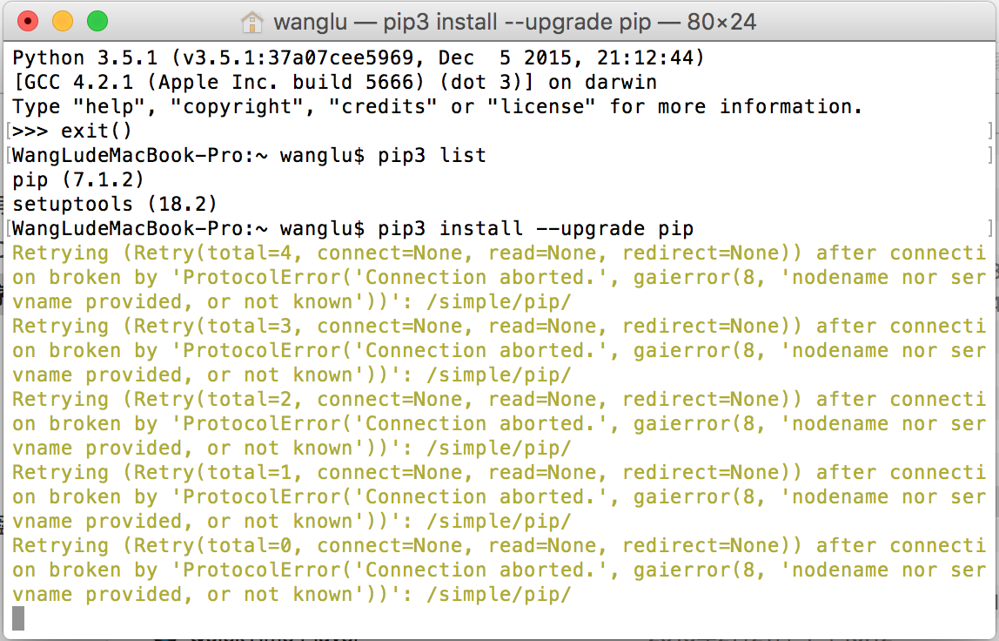 wanglu — pip3 install --upgrade pip — 80×24
Python 3.5.1 (v3.5.1:37a07cee5969, Dec  5 2015, 21:12:44)
[GCC 4.2.1 (Apple Inc. build 5666) (dot 3)] on darwin
Type "help", "copyright", "credits" or "license" for more information.
[>>> exit() ]
[WangLudeMacBook-Pro:~ wanglu$ pip3 list ]
pip (7.1.2)
setuptools (18.2)
[WangLudeMacBook-Pro:~ wanglu$ pip3 install --upgrade pip ]
Retrying (Retry(total=4, connect=None, read=None, redirect=None)) after connecti
on broken by 'ProtocolError('Connection aborted.', gaierror(8, 'nodename nor ser
vname provided, or not known'))': /simple/pip/
Retrying (Retry(total=3, connect=None, read=None, redirect=None)) after connecti
on broken by 'ProtocolError('Connection aborted.', gaierror(8, 'nodename nor ser
vname provided, or not known'))': /simple/pip/
Retrying (Retry(total=2, connect=None, read=None, redirect=None)) after connecti
on broken by 'ProtocolError('Connection aborted.', gaierror(8, 'nodename nor ser
vname provided, or not known'))': /simple/pip/
Retrying (Retry(total=1, connect=None, read=None, redirect=None)) after connecti
on broken by 'ProtocolError('Connection aborted.', gaierror(8, 'nodename nor ser
vname provided, or not known'))': /simple/pip/
Retrying (Retry(total=0, connect=None, read=None, redirect=None)) after connecti
on broken by 'ProtocolError('Connection aborted.', gaierror(8, 'nodename nor ser
vname provided, or not known'))': /simple/pip/